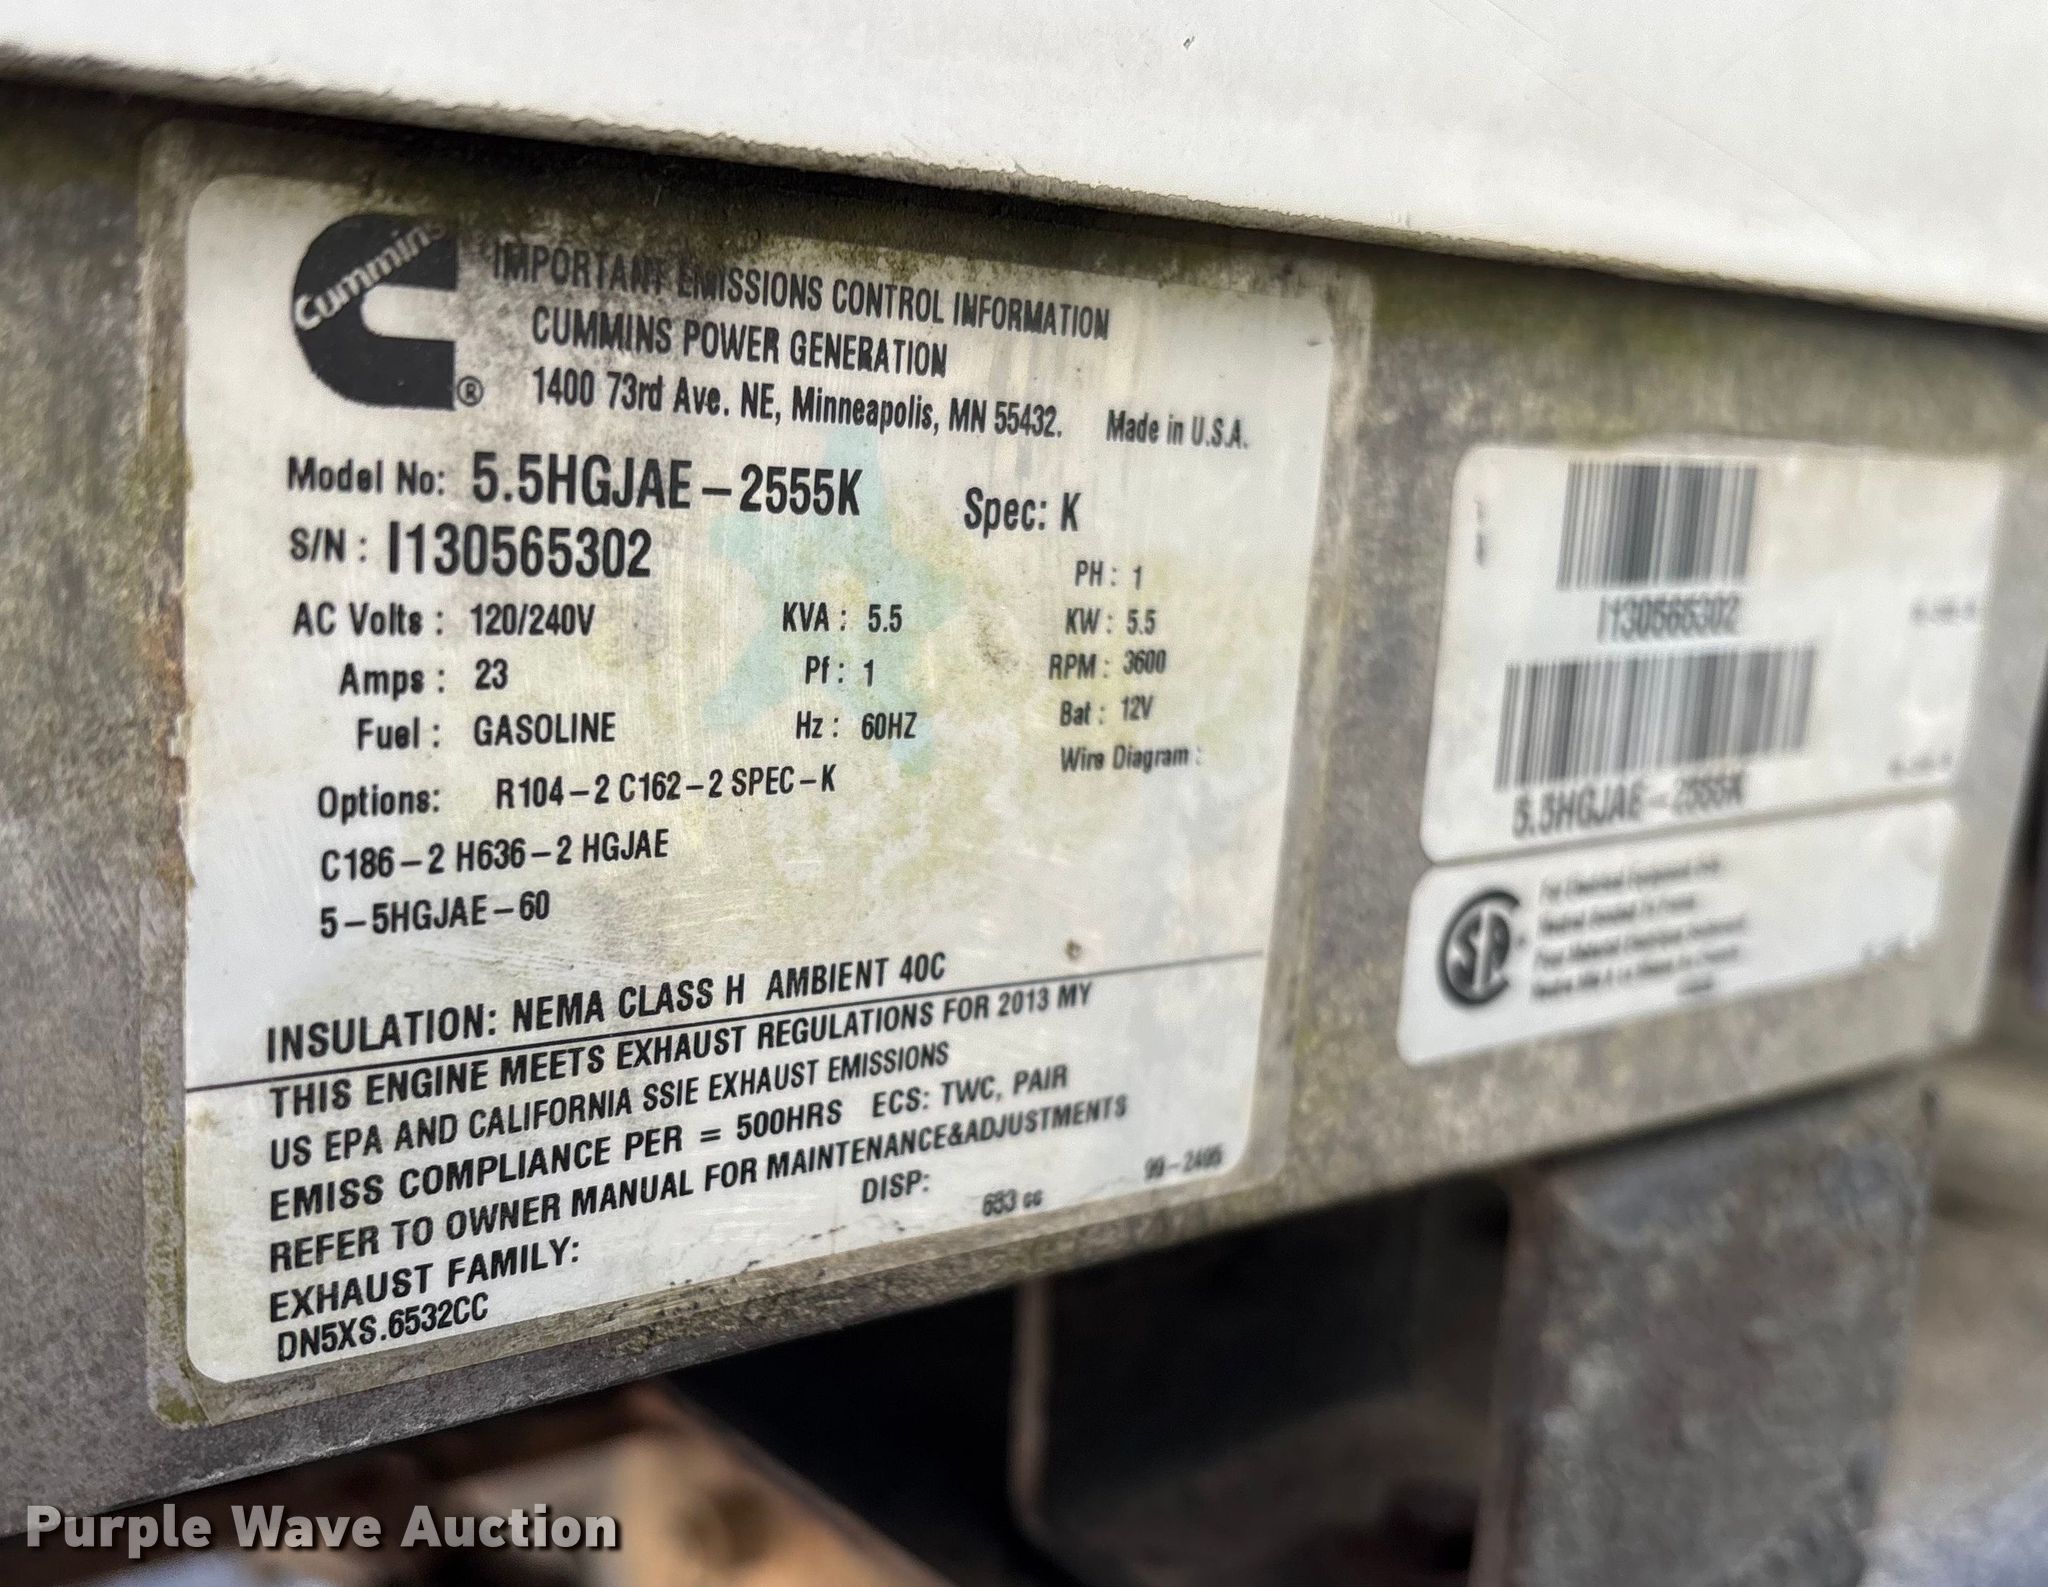 Cummins
®
IMPORTANT EMISSIONS CONTROL INFORMATION
CUMMINS POWER GENERATION
1400 73rd Ave. NE, Minneapolis, MN 55432. Made in U.S.A.
Model No: 5.5HGJAE-2555K Spec: K
S/N: I130565302 PH: 1
AC Volts: 120/240V KVA: 5.5 KW: 5.5
Amps: 23 Pf: 1 RPM: 3600
Fuel: GASOLINE Hz: 60HZ Bat: 12V
Wire Diagram:
Options: R104-2 C162-2 SPEC-K
C186-2 H636-2 HGJAE
5-5HGJAE-60
INSULATION: NEMA CLASS H AMBIENT 40C
THIS ENGINE MEETS EXHAUST REGULATIONS FOR 2013 MY
US EPA AND CALIFORNIA SSIE EXHAUST EMISSIONS
EMISS COMPLIANCE PER = 500HRS ECS: TWC, PAIR
REFER TO OWNER MANUAL FOR MAINTENANCE&ADJUSTMENTS
EXHAUST FAMILY: DISP: 653 cc
DN5XS.6532CC
I130565302
5.5HGJAE-2555K
Purple Wave Auction